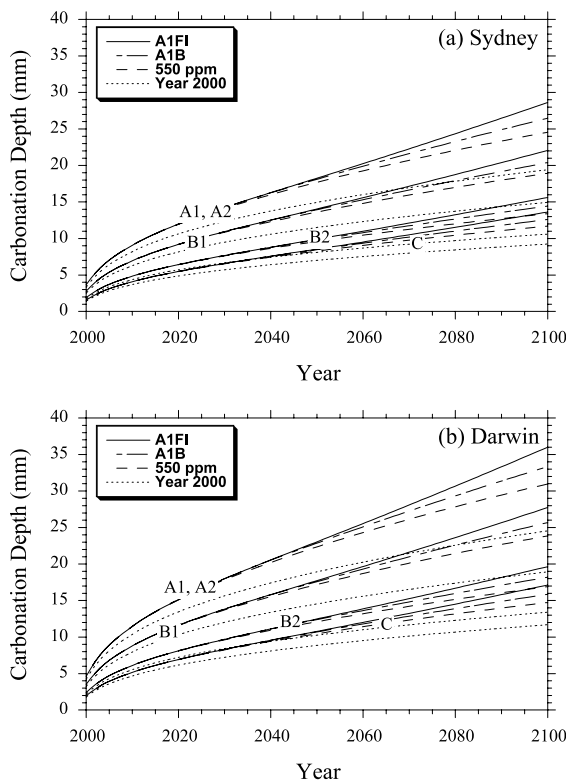 (a) Sydney
A1FI
A1B
550 ppm
Year 2000
Carbonation Depth (mm)
40
35
30
25
20
15
10
5
0
A1, A2
B1
B2
C
2000 2020 2040 2060 2080 2100
Year
(b) Darwin
A1FI
A1B
550 ppm
Year 2000
Carbonation Depth (mm)
40
35
30
25
20
15
10
5
0
A1, A2
B1
B2
C
2000 2020 2040 2060 2080 2100
Year